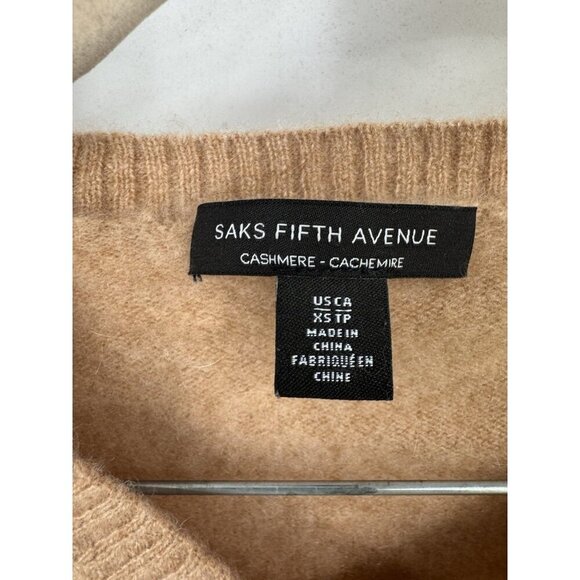 SAKS FIFTH AVENUE
CASHMERE - CACHEMIRE
US CA
XS TP
MADE IN
CHINA
FABRIQUÉ EN
CHINE